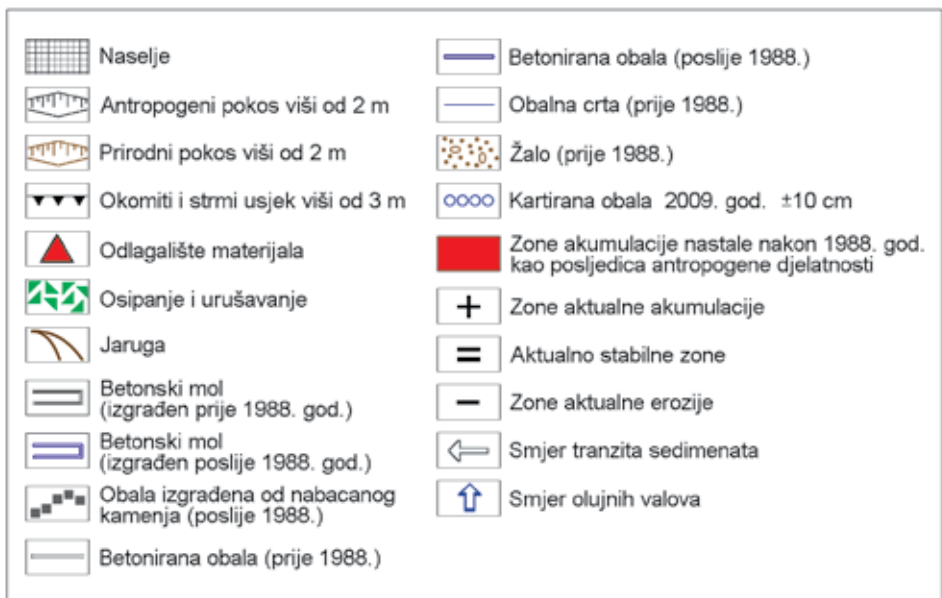 Naselje
Antropogeni pokos viši od 2 m
Prirodni pokos viši od 2 m
Okomiti i strmi usjek viši od 3 m
Odlagalište materijala
Osipanje i urušavanje
Jaruga
Betonski mol
(izgrađen prije 1988. god.)
Betonski mol
(izgrađen poslije 1988. god.)
Obala izgrađena od nabacanog
kamenja (poslije 1988.)
Betonirana obala (prije 1988.)
Betonirana obala (poslije 1988.)
Obalna crta (prije 1988.)
Žalo (prije 1988.)
Kartirana obala 2009. god. ±10 cm
Zone akumulacije nastale nakon 1988. god.
kao posljedica antropogene djelatnosti
Zone aktualne akumulacije
Aktualno stabilne zone
Zone aktualne erozije
Smjer tranzita sedimenata
Smjer olujnih valova